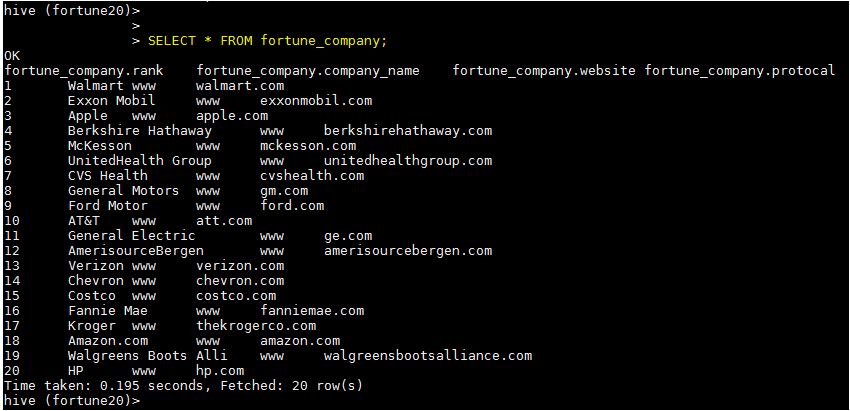 hive (fortune20)>
>
> SELECT * FROM fortune_company;
OK
fortune_company.rank fortune_company.company_name fortune_company.website fortune_company.protocal
1 Walmart www walmart.com
2 Exxon Mobil www exxonmobil.com
3 Apple www apple.com
4 Berkshire Hathaway www berkshirehathaway.com
5 McKesson www mckesson.com
6 UnitedHealth Group www unitedhealthgroup.com
7 CVS Health www cvshealth.com
8 General Motors www gm.com
9 Ford Motor www ford.com
10 AT&T www att.com
11 General Electric www ge.com
12 AmerisourceBergen www amerisourcebergen.com
13 Verizon www verizon.com
14 Chevron www chevron.com
15 Costco www costco.com
16 Fannie Mae www fanniemae.com
17 Kroger www thekrogerco.com
18 Amazon.com www amazon.com
19 Walgreens Boots Alli www walgreensbootsalliance.com
20 HP www hp.com
Time taken: 0.195 seconds, Fetched: 20 row(s)
hive (fortune20)>